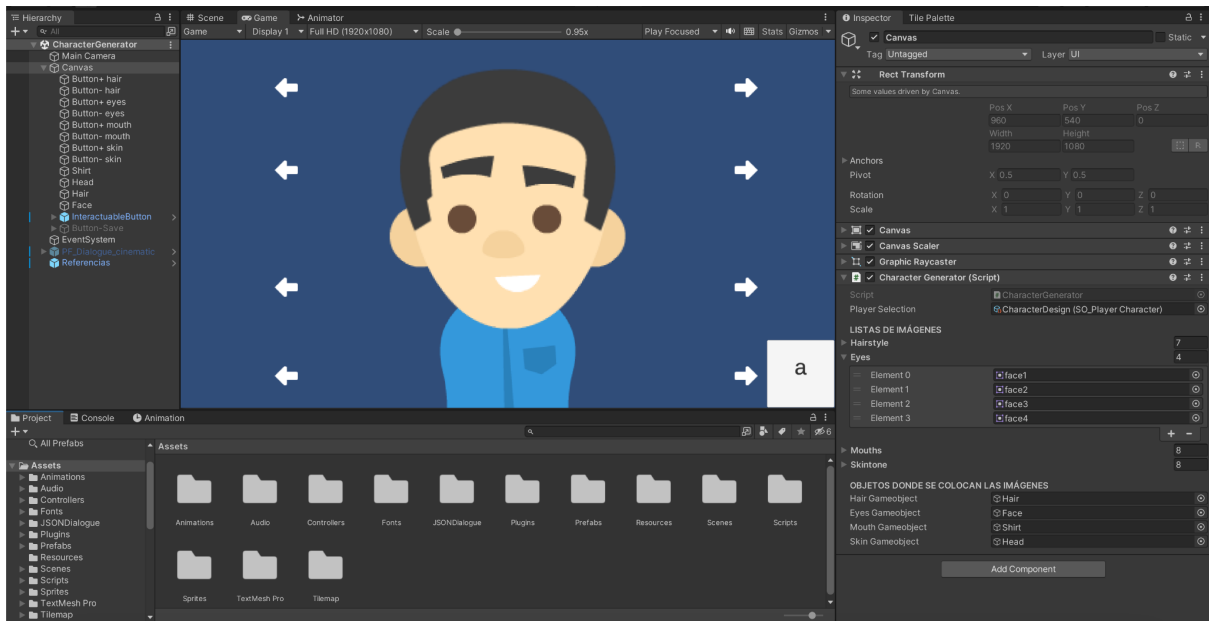 Hierarchy
All
CharacterGenerator
Main Camera
Canvas
Button+ hair
Button- hair
Button+ eyes
Button- eyes
Button+ mouth
Button- mouth
Button+ skin
Button- skin
Shirt
Head
Hair
Face
InteractuableButton
Button-Save
EventSystem
PF_Dialogue_cinematic
Referencias
Scene Game Animator
Game Display 1 Full HD (1920x1080) Scale 0.95x Play Focused Stats Gizmos
a
Project Console Animation
6
All Prefabs
Assets
Animations
Audio
Controllers
Fonts
JSONDialogue
Plugins
Prefabs
Resources
Scenes
Scripts
Sprites
TextMesh Pro
Tilemap
Assets
Animations Audio Controllers Fonts JSONDialogue Plugins Prefabs Resources Scenes Scripts
Sprites TextMesh Pro Tilemap
Inspector Tile Palette
Canvas Static
Tag Untagged Layer UI
Rect Transform
Some values driven by Canvas.
Pos X Pos Y Pos Z
960 540 0
Width Height
1920 1080
R
Anchors
Pivot X 0.5 Y 0.5
Rotation X 0 Y 0 Z 0
Scale X 1 Y 1 Z 1
Canvas
Canvas Scaler
Graphic Raycaster
Character Generator (Script)
Script CharacterGenerator
Player Selection CharacterDesign (SO_Player Character)
LISTAS DE IMÁGENES
Hairstyle 7
Eyes 4
Element 0 face1
Element 1 face2
Element 2 face3
Element 3 face4
+ -
Mouths 8
Skintone 8
OBJETOS DONDE SE COLOCAN LAS IMÁGENES
Hair Gameobject Hair
Eyes Gameobject Face
Mouth Gameobject Shirt
Skin Gameobject Head
Add Component